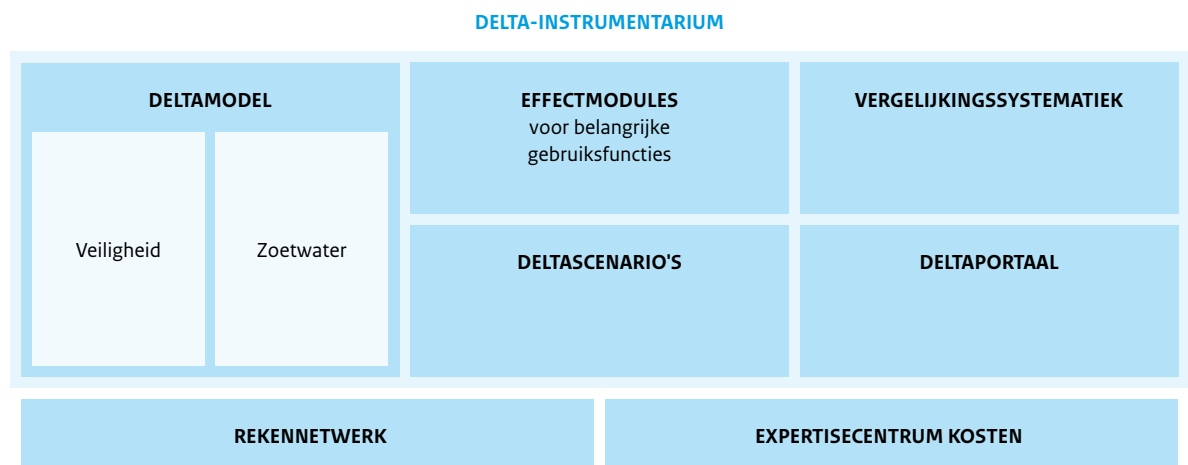 DELTA-INSTRUMENTARIUM
DELTAMODEL
Veiligheid
Zoetwater
EFFECTMODULES
voor belangrijke
gebruiksfuncties
VERGELIJKINGSSYSTEMATIEK
DELTASCENARIO'S
DELTAPORTAAL
REKENNETWERK
EXPERTISECENTRUM KOSTEN